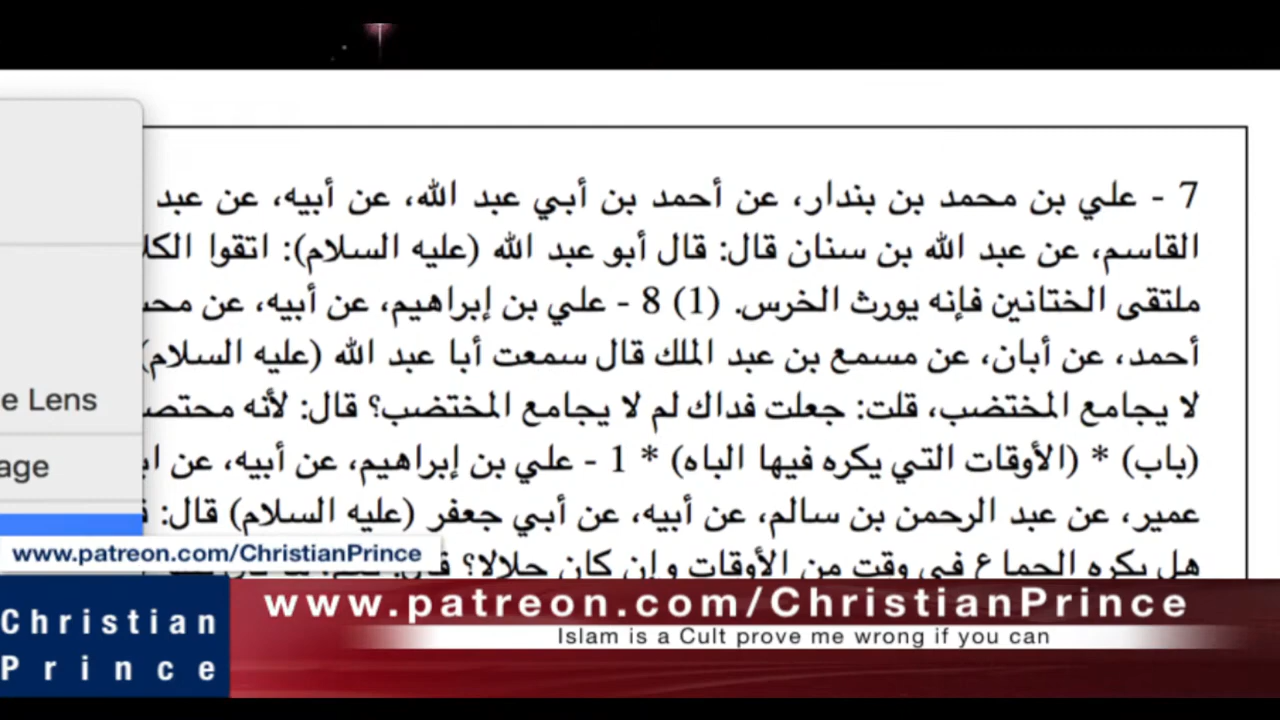 7 - علي بن محمد بن بندار، عن أحمد بن أبي عبد الله، عن أبيه، عن عبد
القاسم، عن عبد الله بن سنان قال: قال أبو عبد الله (عليه السلام): اتقوا
ملتقى الختانين فإنه يورث الخرس. (1) 8 - علي بن إبراهيم، عن أبيه، عن
أحمد، عن أبان، عن مسمع بن عبد الملك قال سمعت أبا عبد الله (عليه السلام)
لا يجامع المختضب، قلت: جعلت فداك لم لا يجامع المختضب؟ قال: لأنه
(باب) * (الأوقات التي يكره فيها الباه) * 1 - علي بن إبراهيم، عن أبيه، عن
عمير، عن عبد الرحمن بن سالم، عن أبيه، عن أبي جعفر (عليه السلام) قال:
هل يكره الجماع في وقت من الأوقات وإن كان حلالا؟
e Lens
age
www.patreon.com/ChristianPrince
Christian
Prince
www.patreon.com/ChristianPrince
Islam is a Cult prove me wrong if you can